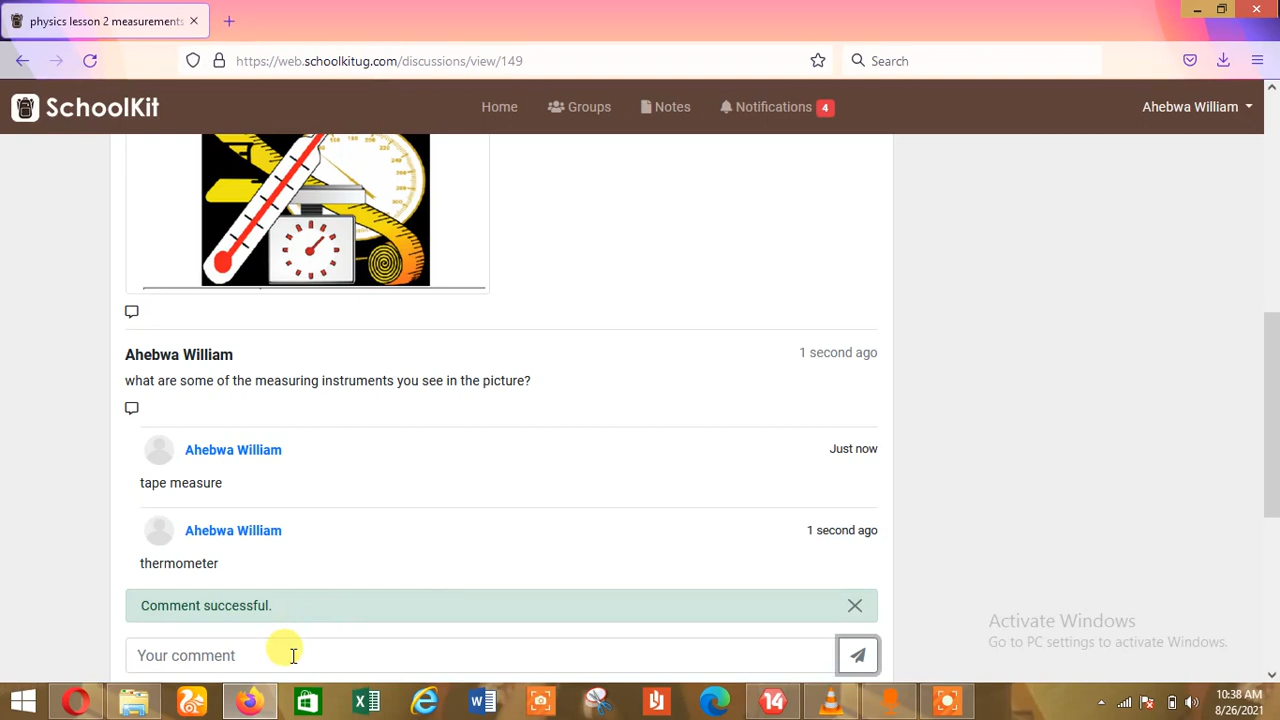 physics lesson 2 measurements
https://web.schoolkitug.com/discussions/view/149
Search
SchoolKit
Home
Groups
Notes
Notifications 4
Ahebwa William
Ahebwa William
1 second ago
what are some of the measuring instruments you see in the picture?
Ahebwa William
Just now
tape measure
Ahebwa William
1 second ago
thermometer
Comment successful.
Your comment
Activate Windows
Go to PC settings to activate Windows.
14
10:38 AM
8/26/2021